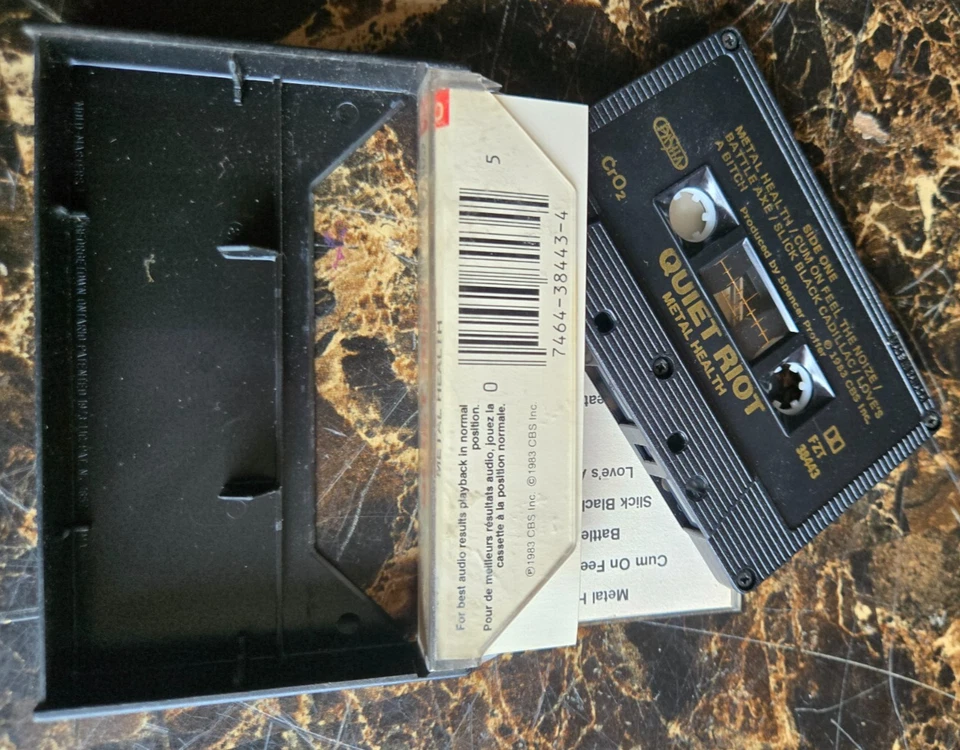 METAL HEALTH
5
7464-38443-4
0
For best audio results playback in normal
position.
Pour de meilleurs résultats audio, jouez la
cassette à la position normale.
℗1983 CBS Inc. ©1983 CBS Inc.
Love's
Slick Black
Battle
Cum On Fee
Metal H
SIDE ONE
METAL HEALTH / CUM ON FEEL THE NOIZE /
BATTLE AXE / SLICK BLACK CADILLAC / LOVE'S
A BITCH
Produced by Spencer Proffer © 1983 CBS Inc.
PASHA
CrO₂
QUIET RIOT
METAL HEALTH
FZT
38443